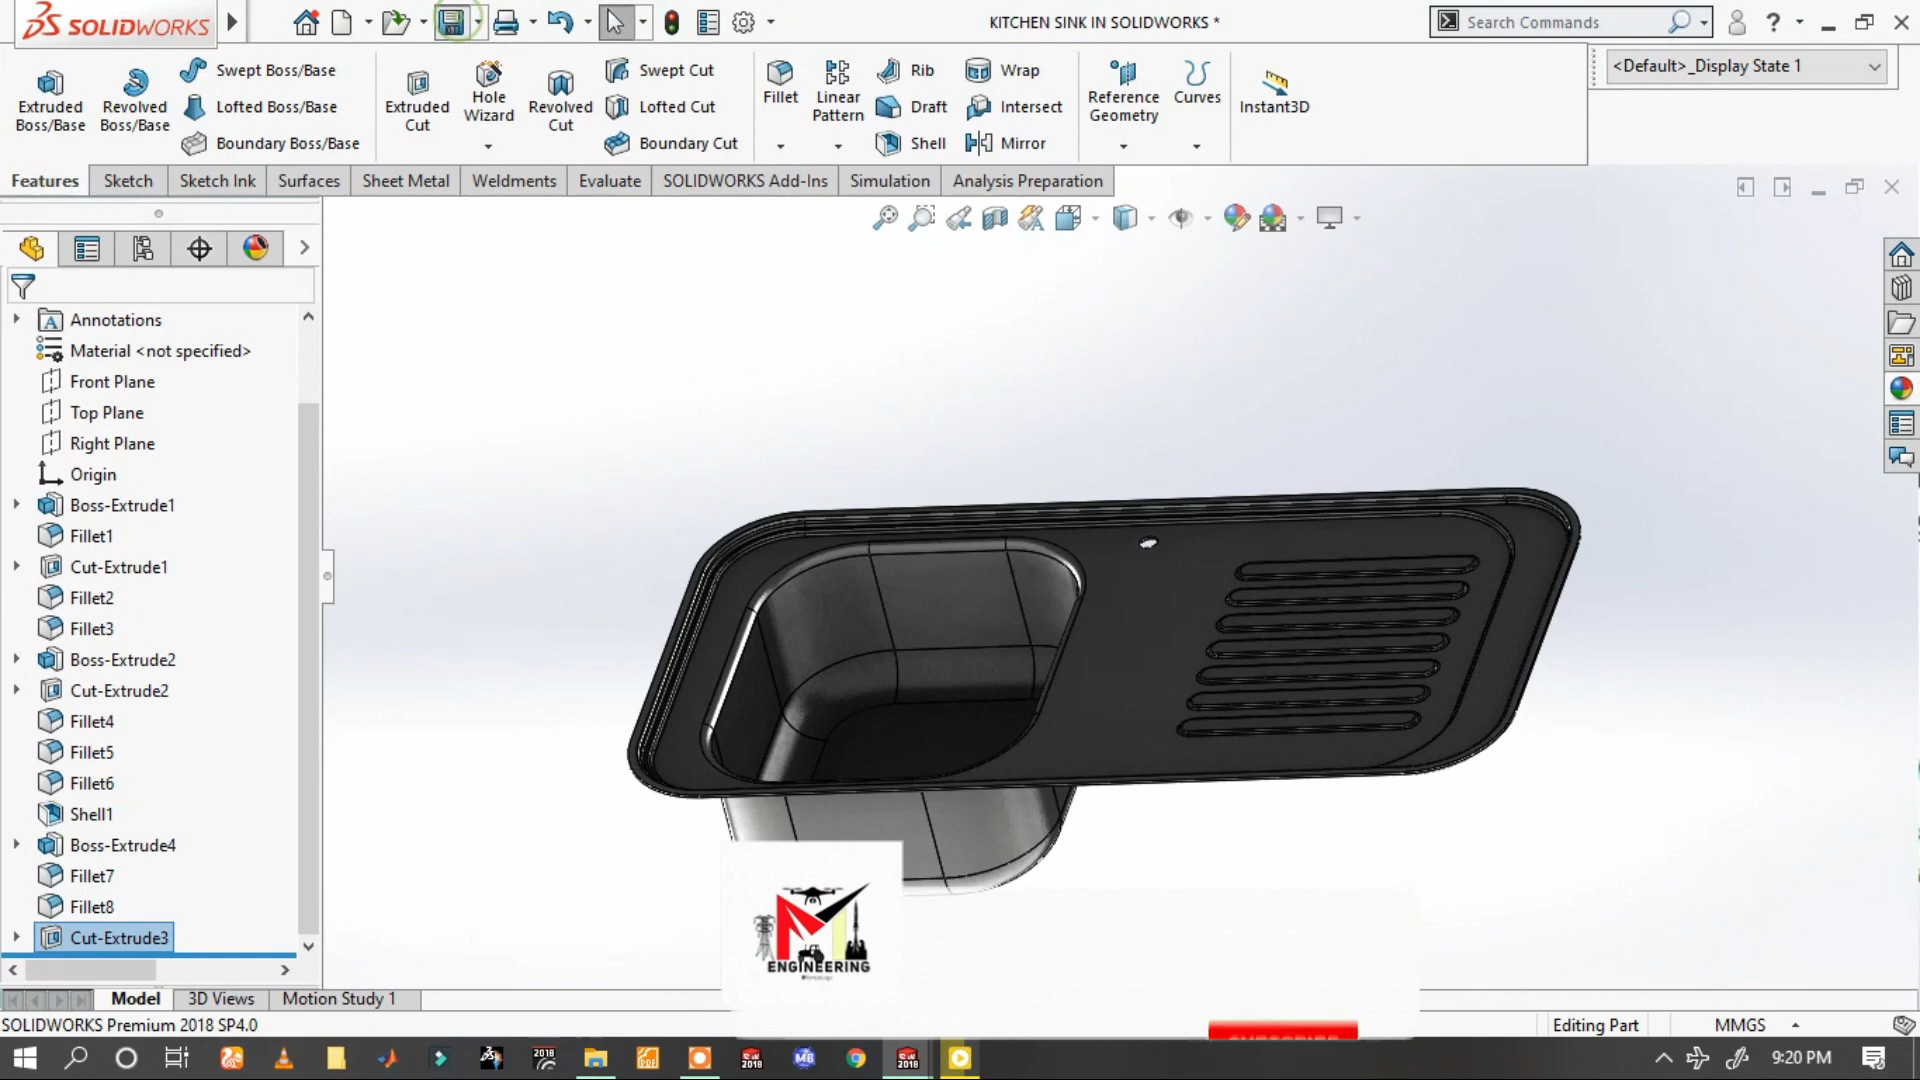 SOLIDWORKS
KITCHEN SINK IN SOLIDWORKS *
Search Commands
?
Extruded Boss/Base
Revolved Boss/Base
Swept Boss/Base
Lofted Boss/Base
Boundary Boss/Base
Extruded Cut
Hole Wizard
Revolved Cut
Swept Cut
Lofted Cut
Boundary Cut
Fillet
Linear Pattern
Rib
Draft
Shell
Wrap
Intersect
Mirror
Reference Geometry
Curves
Instant3D
<Default>_Display State 1
Features
Sketch
Sketch Ink
Surfaces
Sheet Metal
Weldments
Evaluate
SOLIDWORKS Add-Ins
Simulation
Analysis Preparation
Annotations
Material <not specified>
Front Plane
Top Plane
Right Plane
Origin
Boss-Extrude1
Fillet1
Cut-Extrude1
Fillet2
Fillet3
Boss-Extrude2
Cut-Extrude2
Fillet4
Fillet5
Fillet6
Shell1
Boss-Extrude4
Fillet7
Fillet8
Cut-Extrude3
ENGINEERING
Model
3D Views
Motion Study 1
SOLIDWORKS Premium 2018 SP4.0
Editing Part
MMGS
9:20 PM